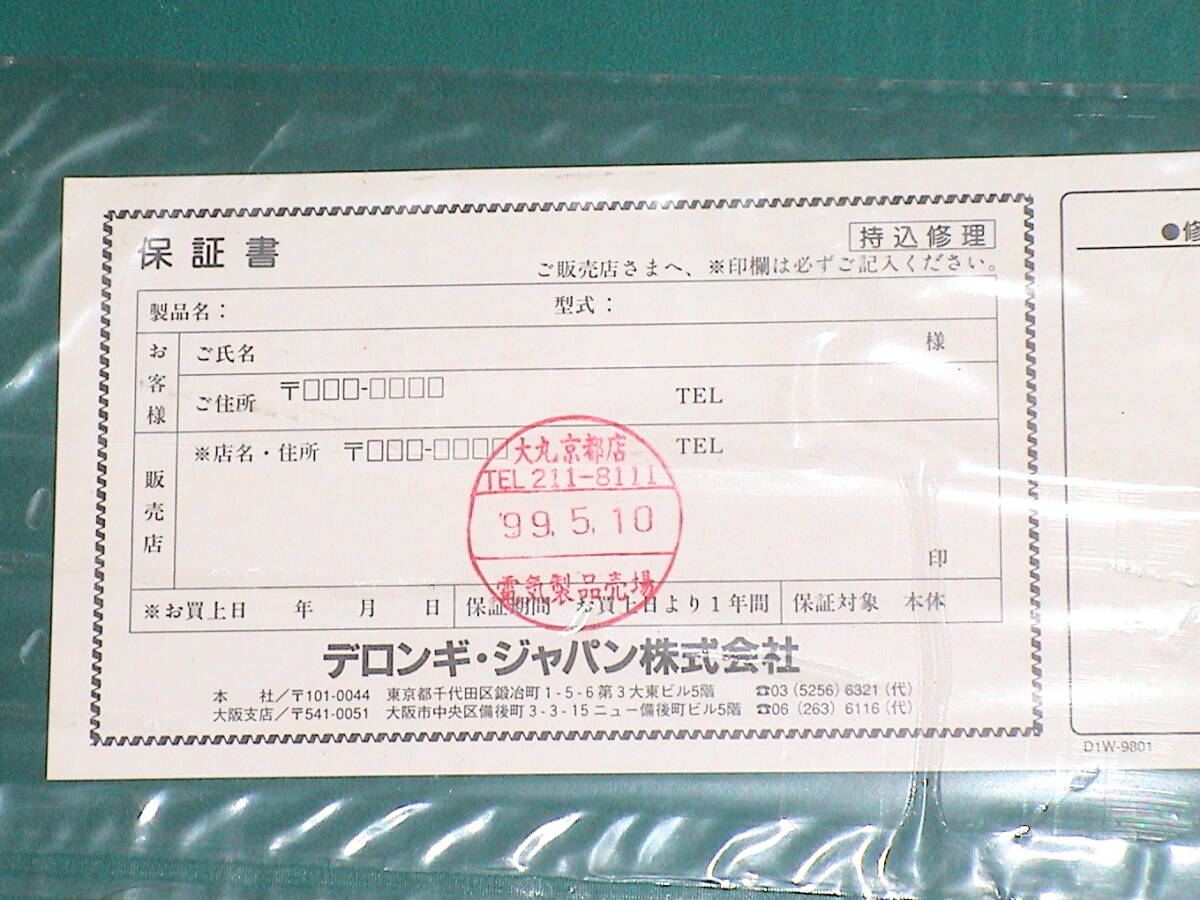 保証書
持込修理
ご販売店さまへ、※印欄は必ずご記入ください。
製品名： 型式：
お客様
ご氏名 様
ご住所 〒□□□-□□□□ TEL
販売店
※店名・住所 〒□□□-□□□□ TEL
大丸京都店
TEL 211-8111
'99.5.10
電気製品売場
印
※お買上日 年 月 日 保証期間 お買上日より1年間 保証対象 本体
デロンギ・ジャパン株式会社
本 社／〒101-0044 東京都千代田区鍛冶町1-5-6第3大東ビル5階 ☎03(5256)6321(代)
大阪支店／〒541-0051 大阪市中央区備後町3-3-15ニュー備後町ビル5階 ☎06(263)6116(代)
●修
D1W-9801